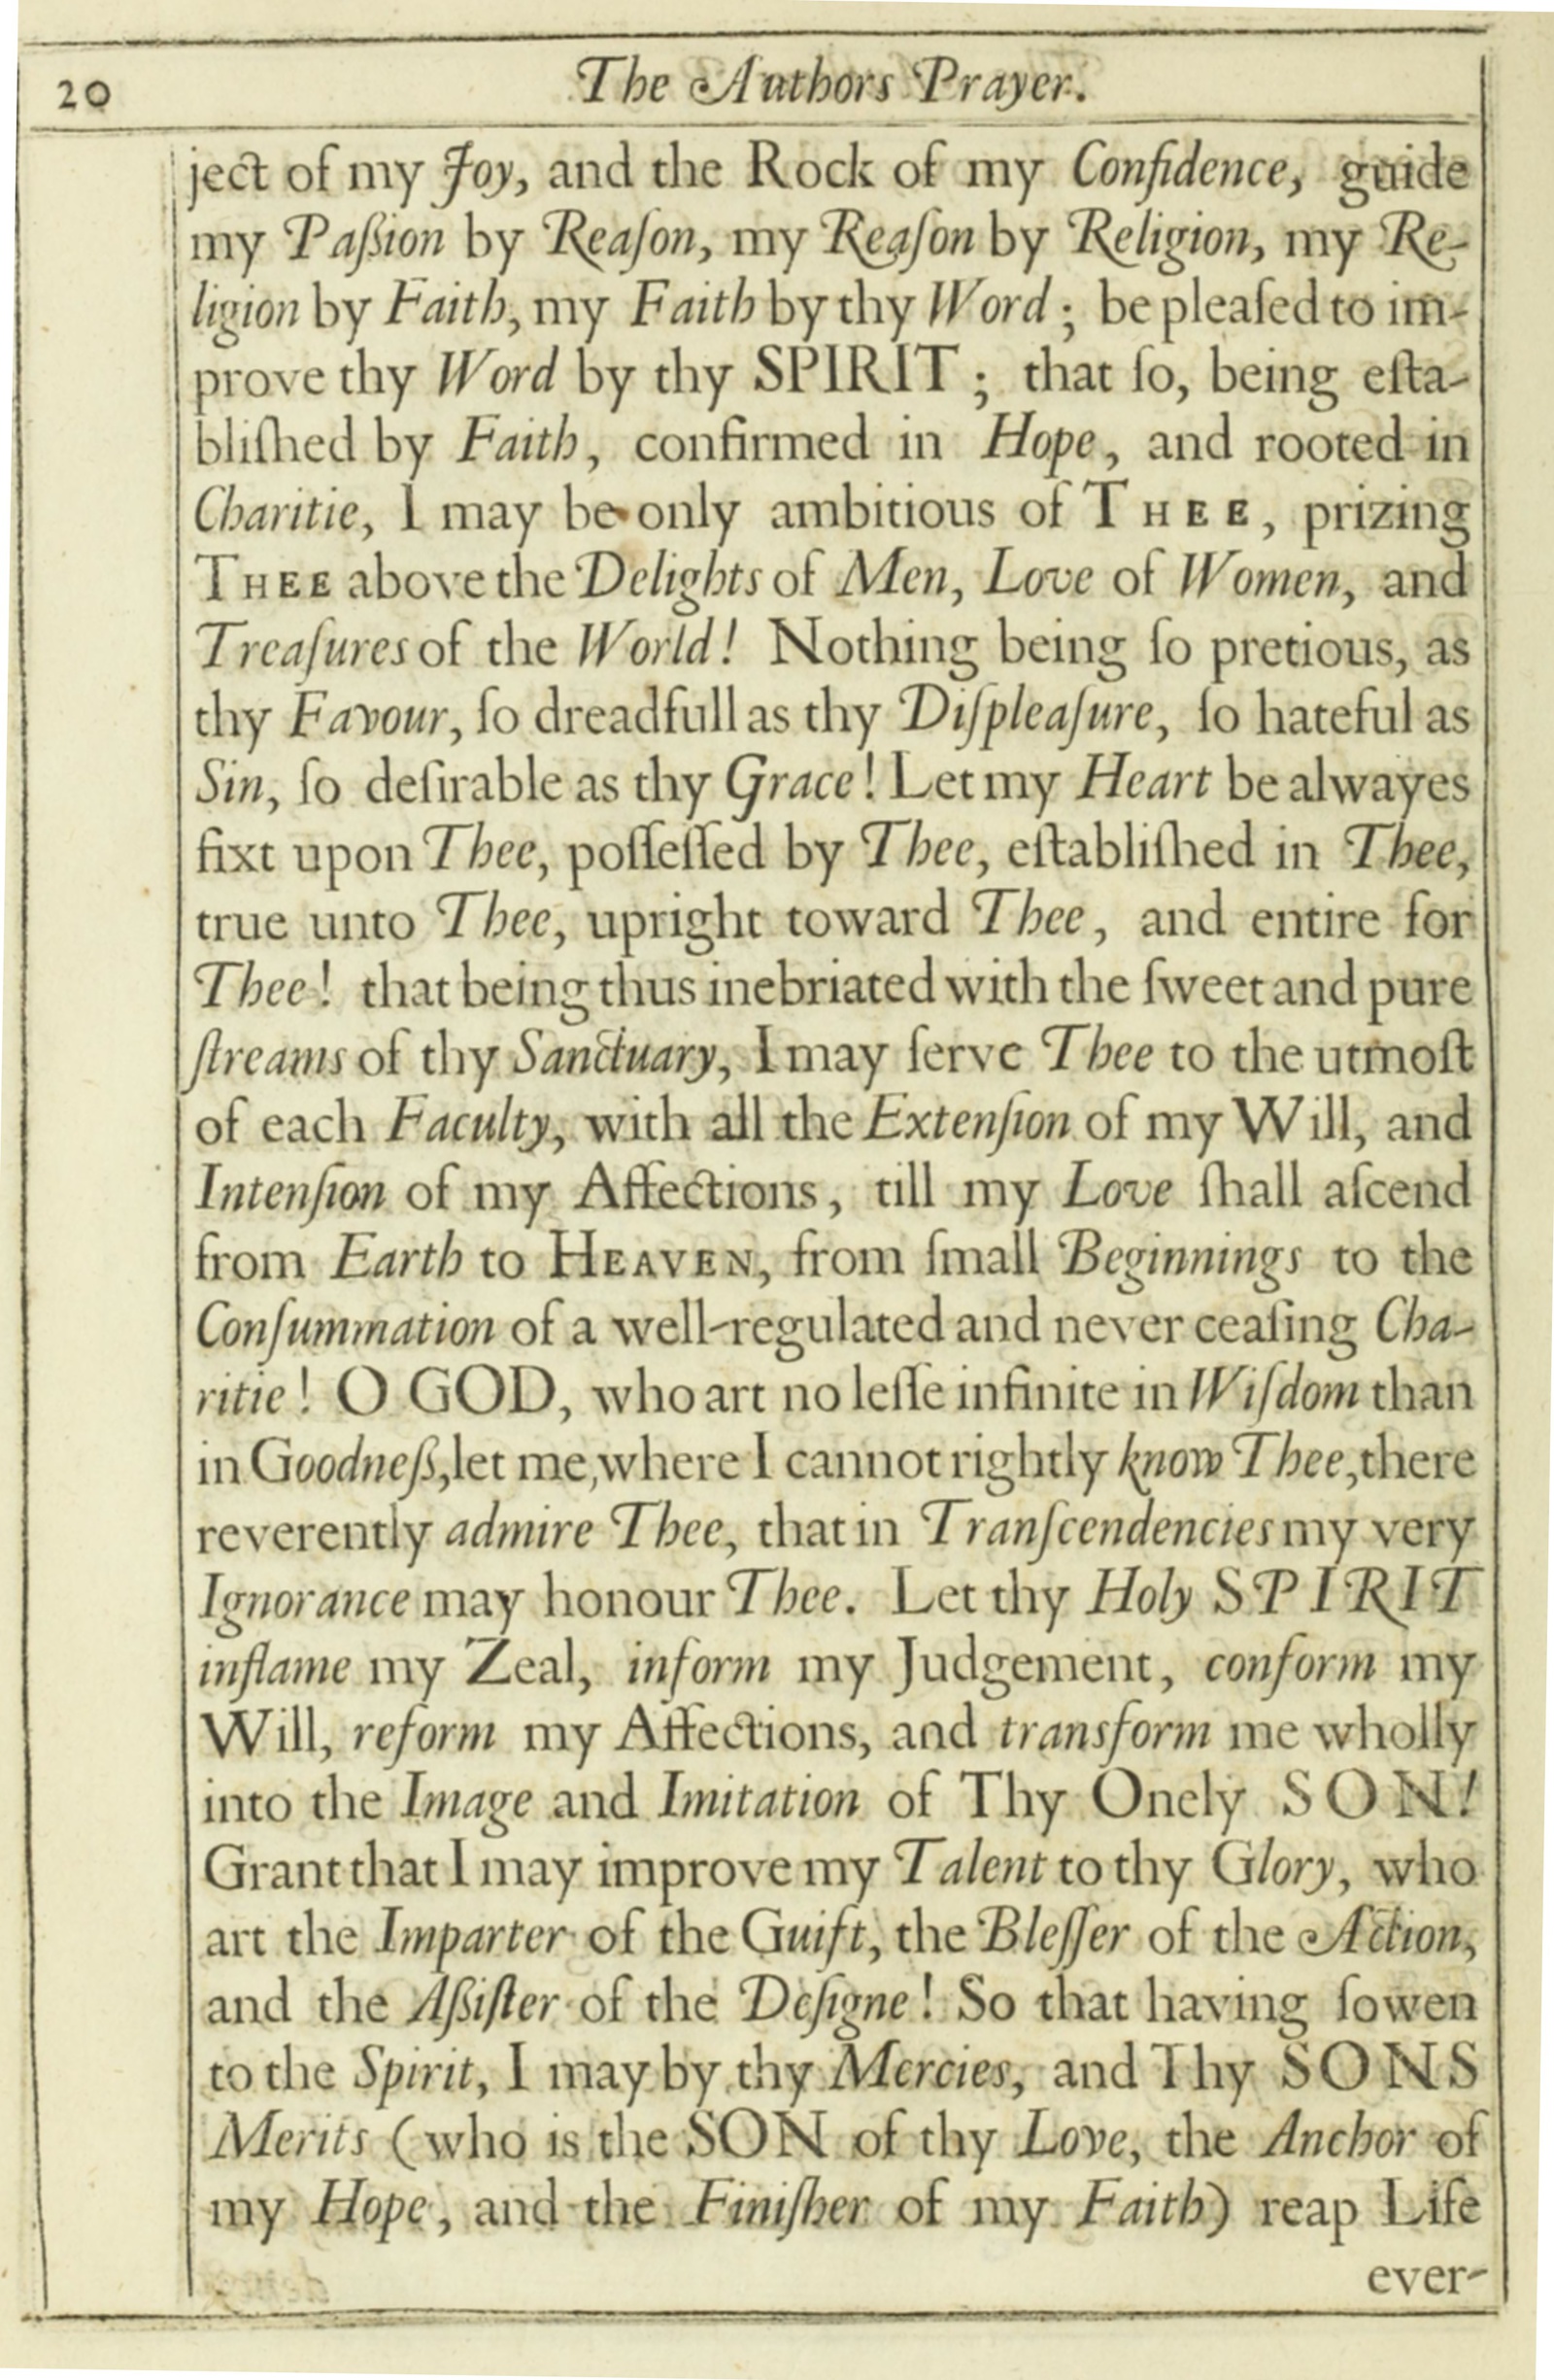 20 The Authors Prayer.
ject of my Joy, and the Rock of my Confidence, guide
my Paßion by Reaſon, my Reaſon by Religion, my Re-
ligion by Faith, my Faith by thy Word; be pleaſed to im-
prove thy Word by thy SPIRIT; that ſo, being eſta-
bliſhed by Faith, confirmed in Hope, and rooted in
Charitie, I may be only ambitious of THEE, prizing
THEE above the Delights of Men, Love of Women, and
Treaſures of the World! Nothing being ſo pretious, as
thy Favour, ſo dreadfull as thy Diſpleaſure, ſo hateful as
Sin, ſo deſirable as thy Grace! Let my Heart be alwayes
fixt upon Thee, poſſeſſed by Thee, eſtabliſhed in Thee,
true unto Thee, upright toward Thee, and entire for
Thee! that being thus inebriated with the ſweet and pure
ſtreams of thy Sanctuary, I may ſerve Thee to the utmoſt
of each Faculty, with all the Extenſion of my Will, and
Intenſion of my Affections, till my Love ſhall aſcend
from Earth to HEAVEN, from ſmall Beginnings to the
Conſummation of a well-regulated and never ceaſing Cha-
ritie! O GOD, who art no leſſe infinite in Wiſdom than
in Goodneß, let me, where I cannot rightly know Thee, there
reverently admire Thee, that in Tranſcendencies my very
Ignorance may honour Thee. Let thy Holy SPIRIT
inflame my Zeal, inform my Judgement, conform my
Will, reform my Affections, and transform me wholly
into the Image and Imitation of Thy Onely SON!
Grant that I may improve my Talent to thy Glory, who
art the Imparter of the Guift, the Bleſſer of the Action,
and the Aßiſter of the Deſigne! So that having ſowen
to the Spirit, I may by thy Mercies, and Thy SONS
Merits (who is the SON of thy Love, the Anchor of
my Hope, and the Finiſher of my Faith) reap Life
ever-